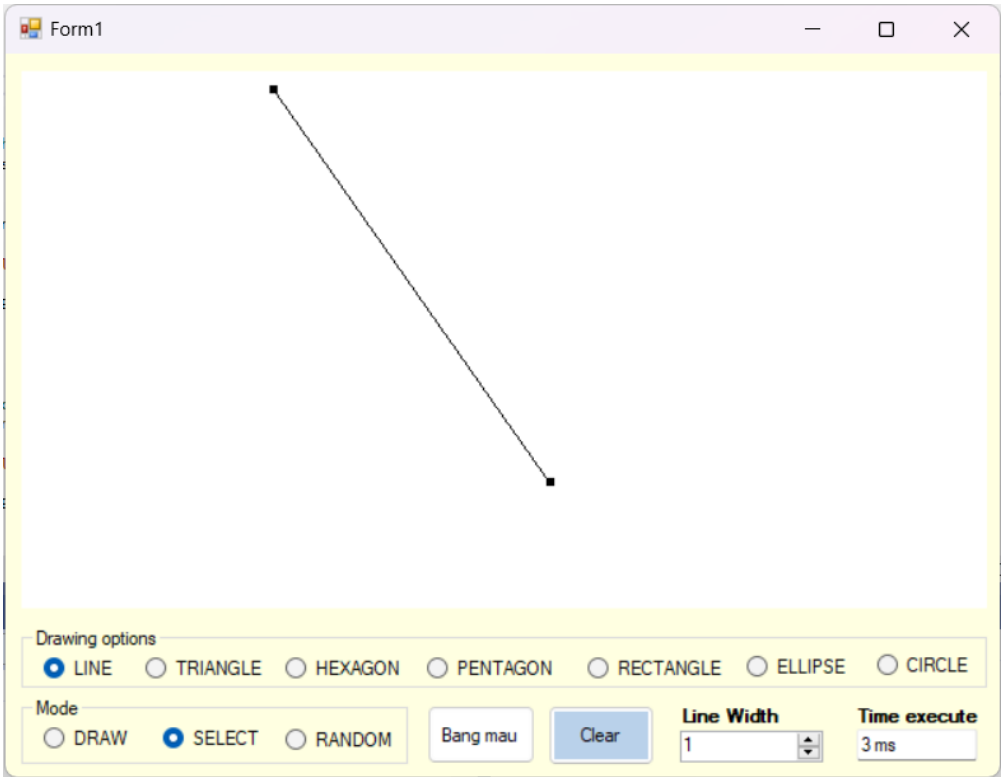 Form1
Drawing options
LINE TRIANGLE HEXAGON PENTAGON RECTANGLE ELLIPSE CIRCLE
Mode
DRAW SELECT RANDOM
Bang mau
Clear
Line Width
1
Time execute
3 ms